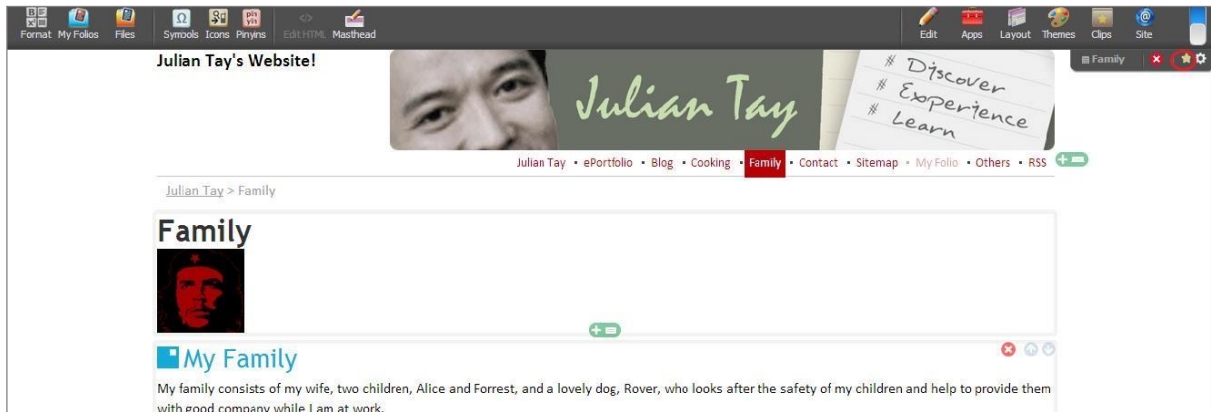 Format My Folios Files Symbols Icons Pinyins Edit HTML Masthead Edit Apps Layout Themes Clips Site
Julian Tay's Website!
Family
Julian Tay
# Discover
# Experience
# Learn
Julian Tay ▪ ePortfolio ▪ Blog ▪ Cooking ▪ Family ▪ Contact ▪ Sitemap ▪ My Folio ▪ Others ▪ RSS
Julian Tay > Family
Family
My Family
My family consists of my wife, two children, Alice and Forrest, and a lovely dog, Rover, who looks after the safety of my children and help to provide them
with good company while I am at work.